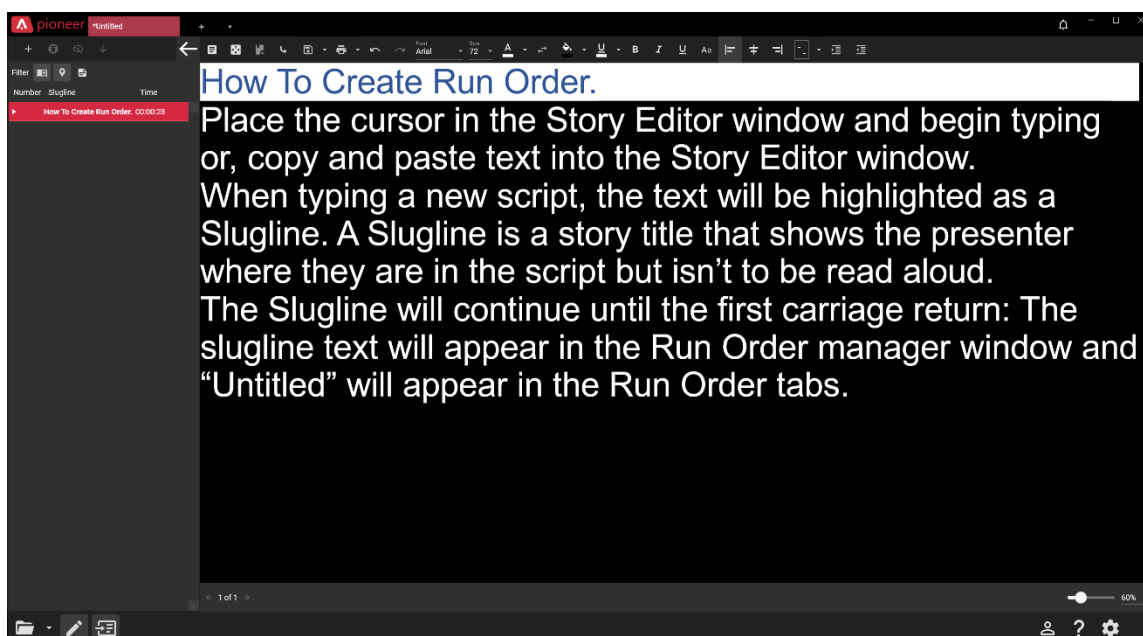 pioneer *Untitled + 
Font Size
Arial 72 A A U B I U Aa
Filter
Number Slugline Time
How To Create Run Order. 00:00:28
How To Create Run Order.
Place the cursor in the Story Editor window and begin typing
or, copy and paste text into the Story Editor window.
When typing a new script, the text will be highlighted as a
Slugline. A Slugline is a story title that shows the presenter
where they are in the script but isn’t to be read aloud.
The Slugline will continue until the first carriage return: The
slugline text will appear in the Run Order manager window and
“Untitled” will appear in the Run Order tabs.
1 of 1
60%
?